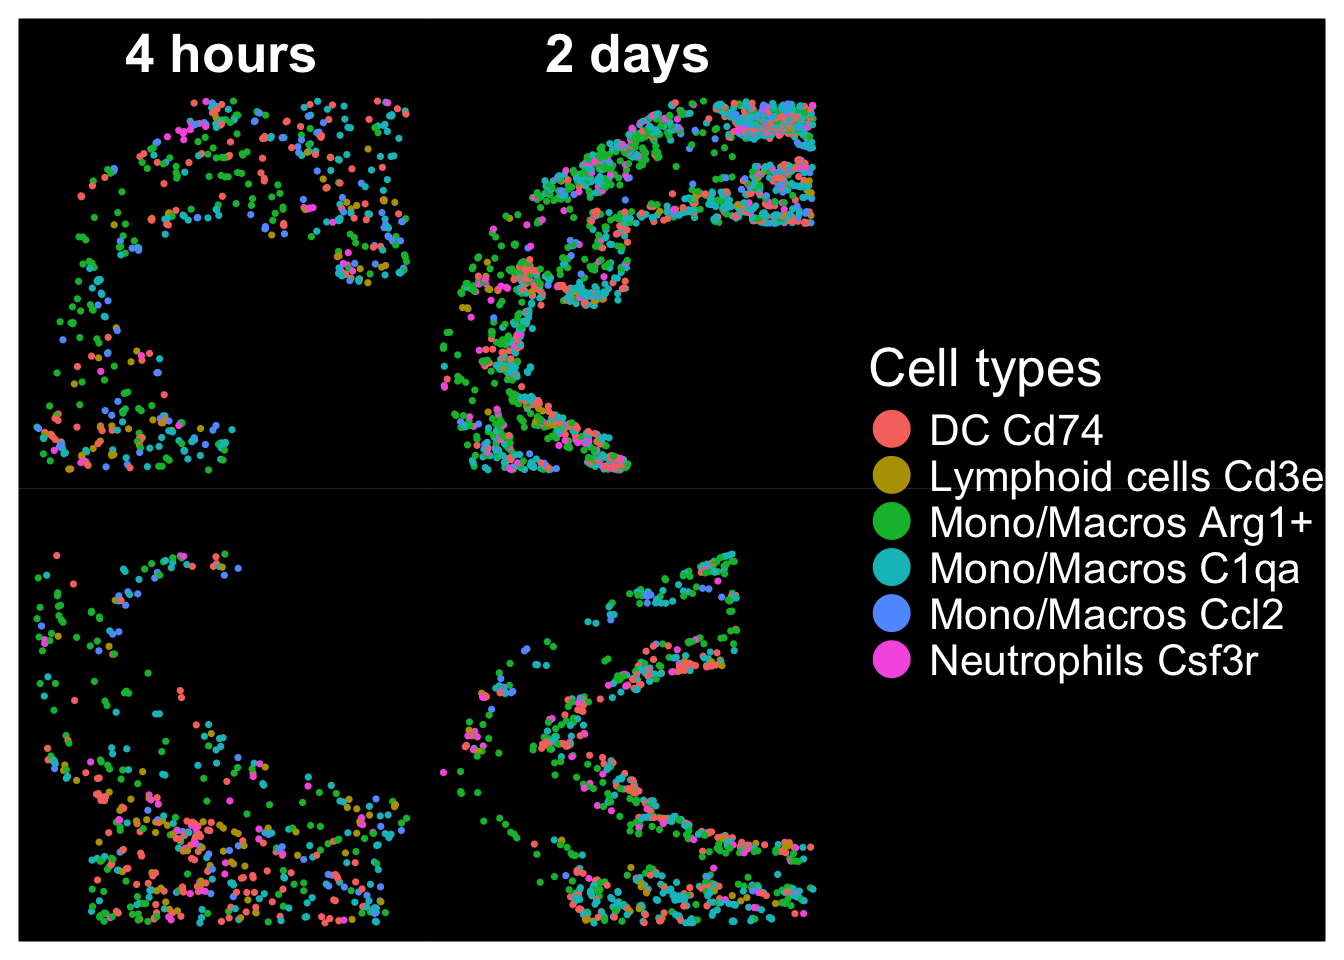 4 hours
2 days
Cell types
DC Cd74
Lymphoid cells Cd3e
Mono/Macros Arg1+
Mono/Macros C1qa
Mono/Macros Ccl2
Neutrophils Csf3r